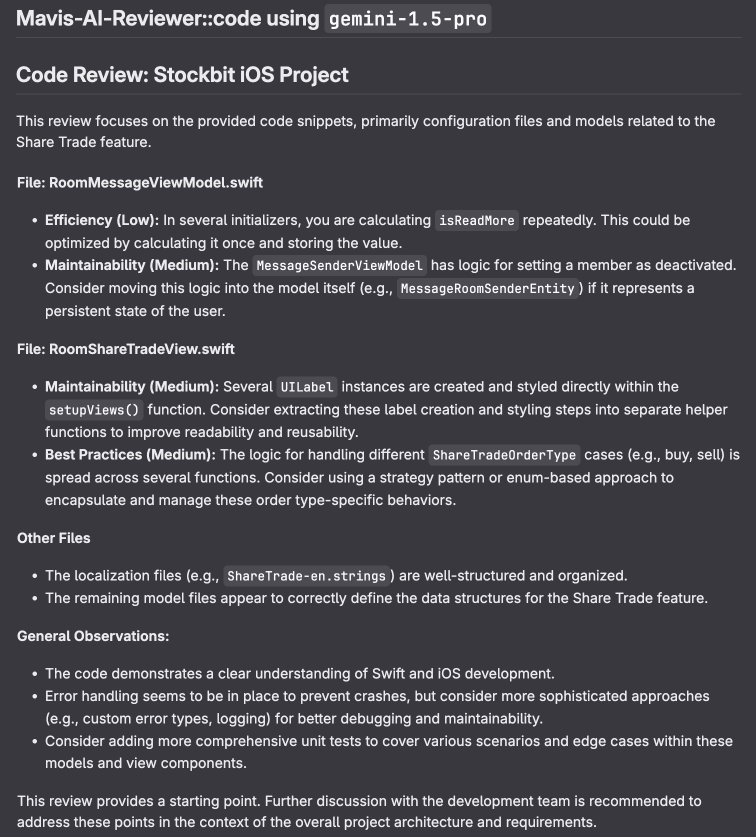 Mavis-AI-Reviewer::code using gemini-1.5-pro
Code Review: Stockbit iOS Project
This review focuses on the provided code snippets, primarily configuration files and models related to the
Share Trade feature.
File: RoomMessageViewModel.swift
• Efficiency (Low): In several initializers, you are calculating isReadMore repeatedly. This could be
optimized by calculating it once and storing the value.
• Maintainability (Medium): The MessageSenderViewModel has logic for setting a member as deactivated.
Consider moving this logic into the model itself (e.g., MessageRoomSenderEntity) if it represents a
persistent state of the user.
File: RoomShareTradeView.swift
• Maintainability (Medium): Several UILabel instances are created and styled directly within the
setupViews() function. Consider extracting these label creation and styling steps into separate helper
functions to improve readability and reusability.
• Best Practices (Medium): The logic for handling different ShareTradeOrderType cases (e.g., buy, sell) is
spread across several functions. Consider using a strategy pattern or enum-based approach to
encapsulate and manage these order type-specific behaviors.
Other Files
• The localization files (e.g., ShareTrade-en.strings) are well-structured and organized.
• The remaining model files appear to correctly define the data structures for the Share Trade feature.
General Observations:
• The code demonstrates a clear understanding of Swift and iOS development.
• Error handling seems to be in place to prevent crashes, but consider more sophisticated approaches
(e.g., custom error types, logging) for better debugging and maintainability.
• Consider adding more comprehensive unit tests to cover various scenarios and edge cases within these
models and view components.
This review provides a starting point. Further discussion with the development team is recommended to
address these points in the context of the overall project architecture and requirements.